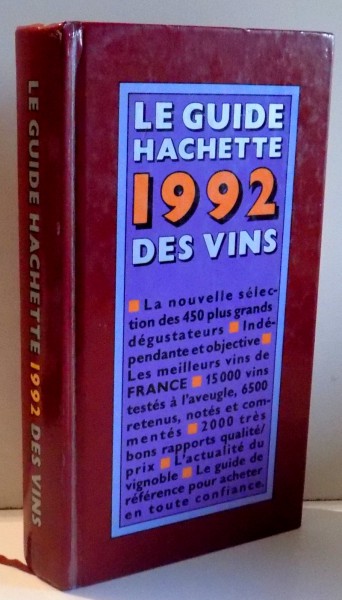 LE GUIDE HACHETTE 1992 DES VINS
LE GUIDE
HACHETTE
1992
DES VINS
■ La nouvelle sélec-
tion des 450 plus grands
dégustateurs ■ Indé-
pendante et objective ■
Les meilleurs vins de
FRANCE ■ 15000 vins
testés à l'aveugle, 6500
retenus, notés et com-
mentés ■ 2000 très
bons rapports qualité/
prix ■ L'actualité du
vignoble ■ Le guide de
référence pour acheter
en toute confiance.